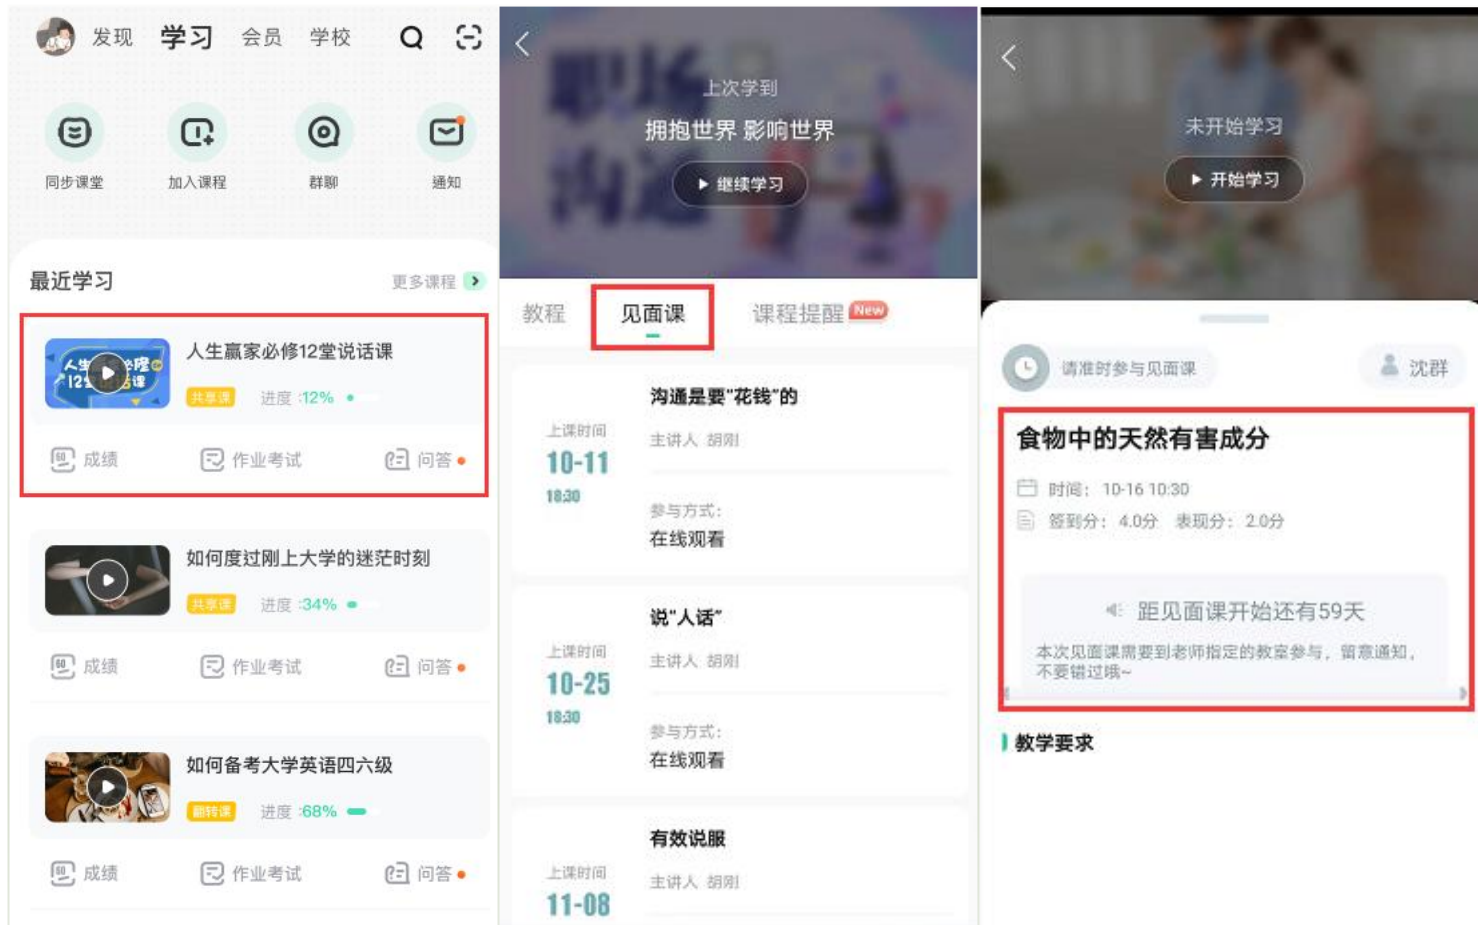 发现 学习 会员 学校
同步课堂 加入课程 群聊 通知
最近学习 更多课程
人生赢家必修12堂说话课
共享课 进度 :12%
成绩 作业考试 问答
如何度过刚上大学的迷茫时刻
共享课 进度 :34%
成绩 作业考试 问答
如何备考大学英语四六级
翻转课 进度 :68%
成绩 作业考试 问答
职场
沟通
上次学到
拥抱世界 影响世界
继续学习
教程 见面课 课程提醒 New
沟通是要"花钱"的
上课时间
主讲人 胡刚
10-11
18:30
参与方式:
在线观看
说"人话"
上课时间
主讲人 胡刚
10-25
18:30
参与方式:
在线观看
有效说服
上课时间
主讲人 胡刚
11-08
未开始学习
开始学习
请准时参与见面课 沈群
食物中的天然有害成分
时间: 10-16 10:30
签到分: 4.0分 表现分: 2.0分
距见面课开始还有59天
本次见面课需要到老师指定的教室参与，留意通知，
不要错过哦~
教学要求